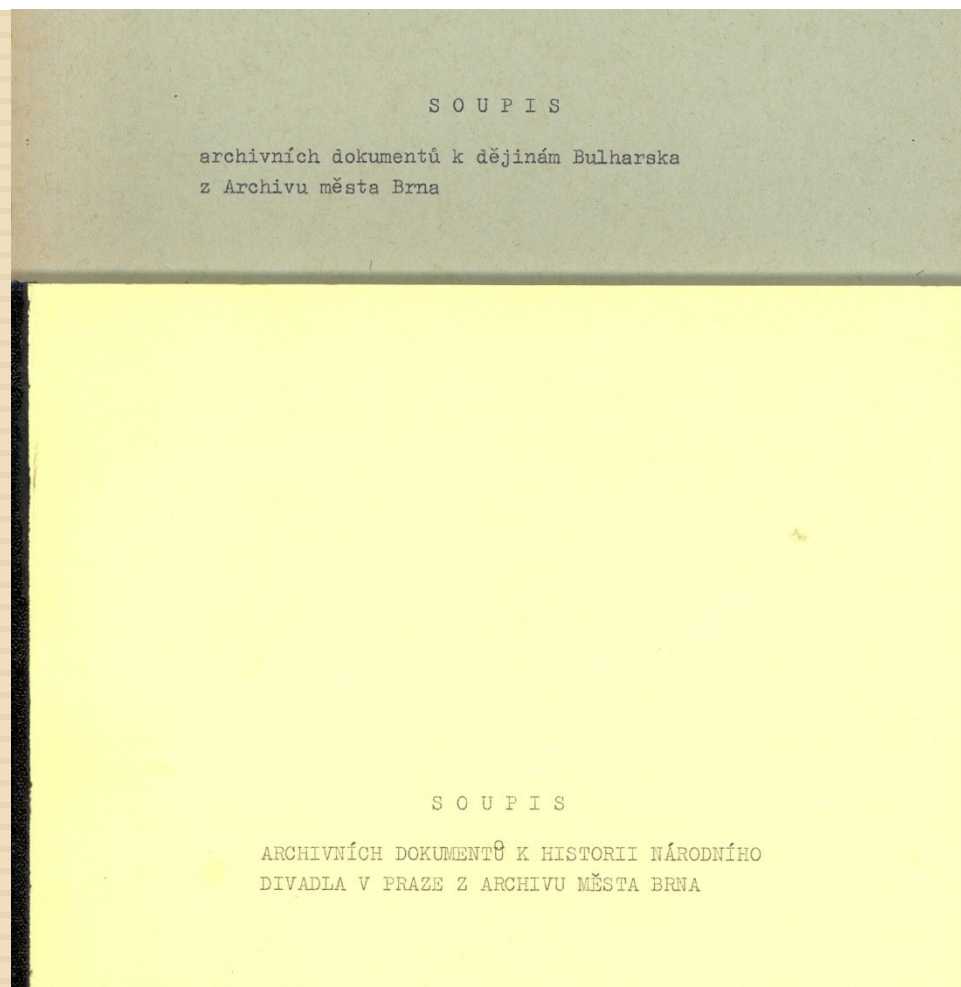 S O U P I S
archivních dokumentů k dějinám Bulharska
z Archivu města Brna
S O U P I S
ARCHIVNÍCH DOKUMENTŮ K HISTORII NÁRODNÍHO
DIVADLA V PRAZE Z ARCHIVU MĚSTA BRNA